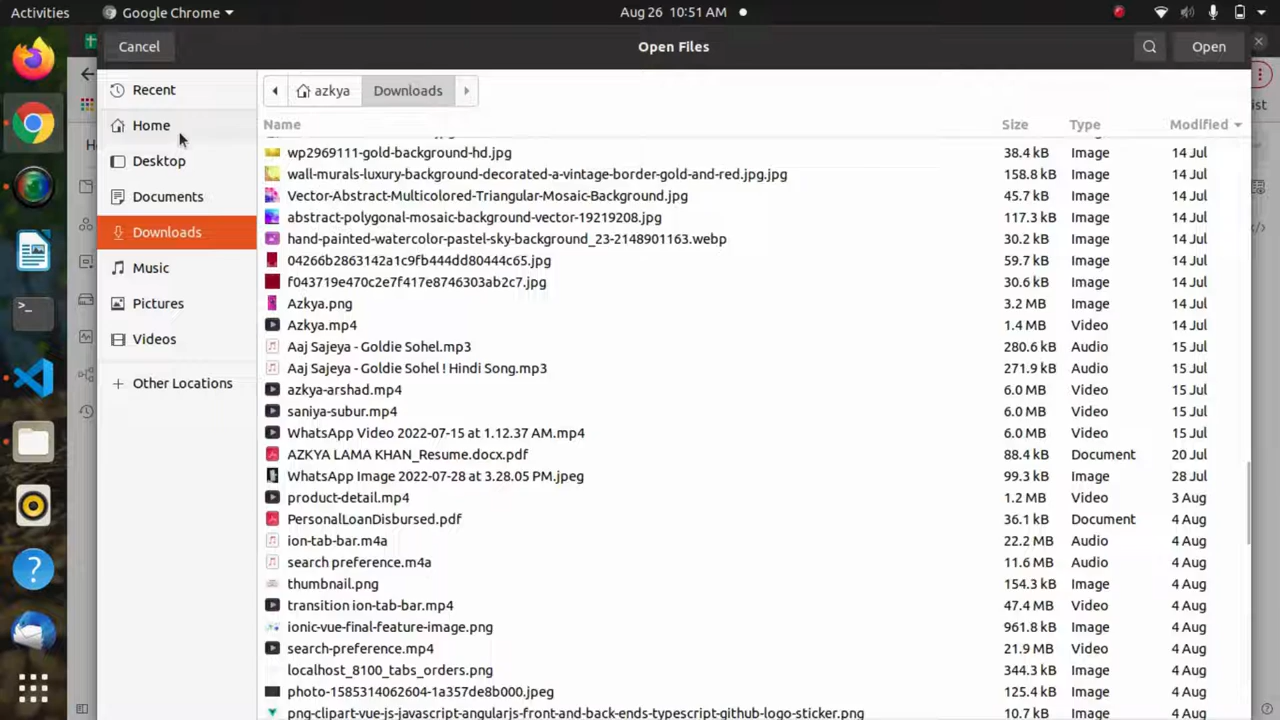 Activities Google Chrome Aug 26 10:51 AM
Cancel Open Files Open
Recent azkya Downloads
Home Name Size Type Modified
Desktop
Documents
Downloads
Music
Pictures
Videos
Other Locations
wp2969111-gold-background-hd.jpg 38.4 kB Image 14 Jul
wall-murals-luxury-background-decorated-a-vintage-border-gold-and-red.jpg.jpg 158.8 kB Image 14 Jul
Vector-Abstract-Multicolored-Triangular-Mosaic-Background.jpg 45.7 kB Image 14 Jul
abstract-polygonal-mosaic-background-vector-19219208.jpg 117.3 kB Image 14 Jul
hand-painted-watercolor-pastel-sky-background_23-2148901163.webp 30.2 kB Image 14 Jul
04266b2863142a1c9fb444dd80444c65.jpg 59.7 kB Image 14 Jul
f043719e470c2e7f417e8746303ab2c7.jpg 30.6 kB Image 14 Jul
Azkya.png 3.2 MB Image 14 Jul
Azkya.mp4 1.4 MB Video 14 Jul
Aaj Sajeya - Goldie Sohel.mp3 280.6 kB Audio 15 Jul
Aaj Sajeya - Goldie Sohel ! Hindi Song.mp3 271.9 kB Audio 15 Jul
azkya-arshad.mp4 6.0 MB Video 15 Jul
saniya-subur.mp4 6.0 MB Video 15 Jul
WhatsApp Video 2022-07-15 at 1.12.37 AM.mp4 6.0 MB Video 15 Jul
AZKYA LAMA KHAN_Resume.docx.pdf 88.4 kB Document 20 Jul
WhatsApp Image 2022-07-28 at 3.28.05 PM.jpeg 99.3 kB Image 28 Jul
product-detail.mp4 1.2 MB Video 3 Aug
PersonalLoanDisbursed.pdf 36.1 kB Document 4 Aug
ion-tab-bar.m4a 22.2 MB Audio 4 Aug
search preference.m4a 11.6 MB Audio 4 Aug
thumbnail.png 154.3 kB Image 4 Aug
transition ion-tab-bar.mp4 47.4 MB Video 4 Aug
ionic-vue-final-feature-image.png 961.8 kB Image 4 Aug
search-preference.mp4 21.9 MB Video 4 Aug
localhost_8100_tabs_orders.png 344.3 kB Image 4 Aug
photo-1585314062604-1a357de8b000.jpeg 125.4 kB Image 4 Aug
png-clipart-vue-js-javascript-angularjs-front-and-back-ends-typescript-github-logo-sticker.png 10.7 kB Image 4 Aug